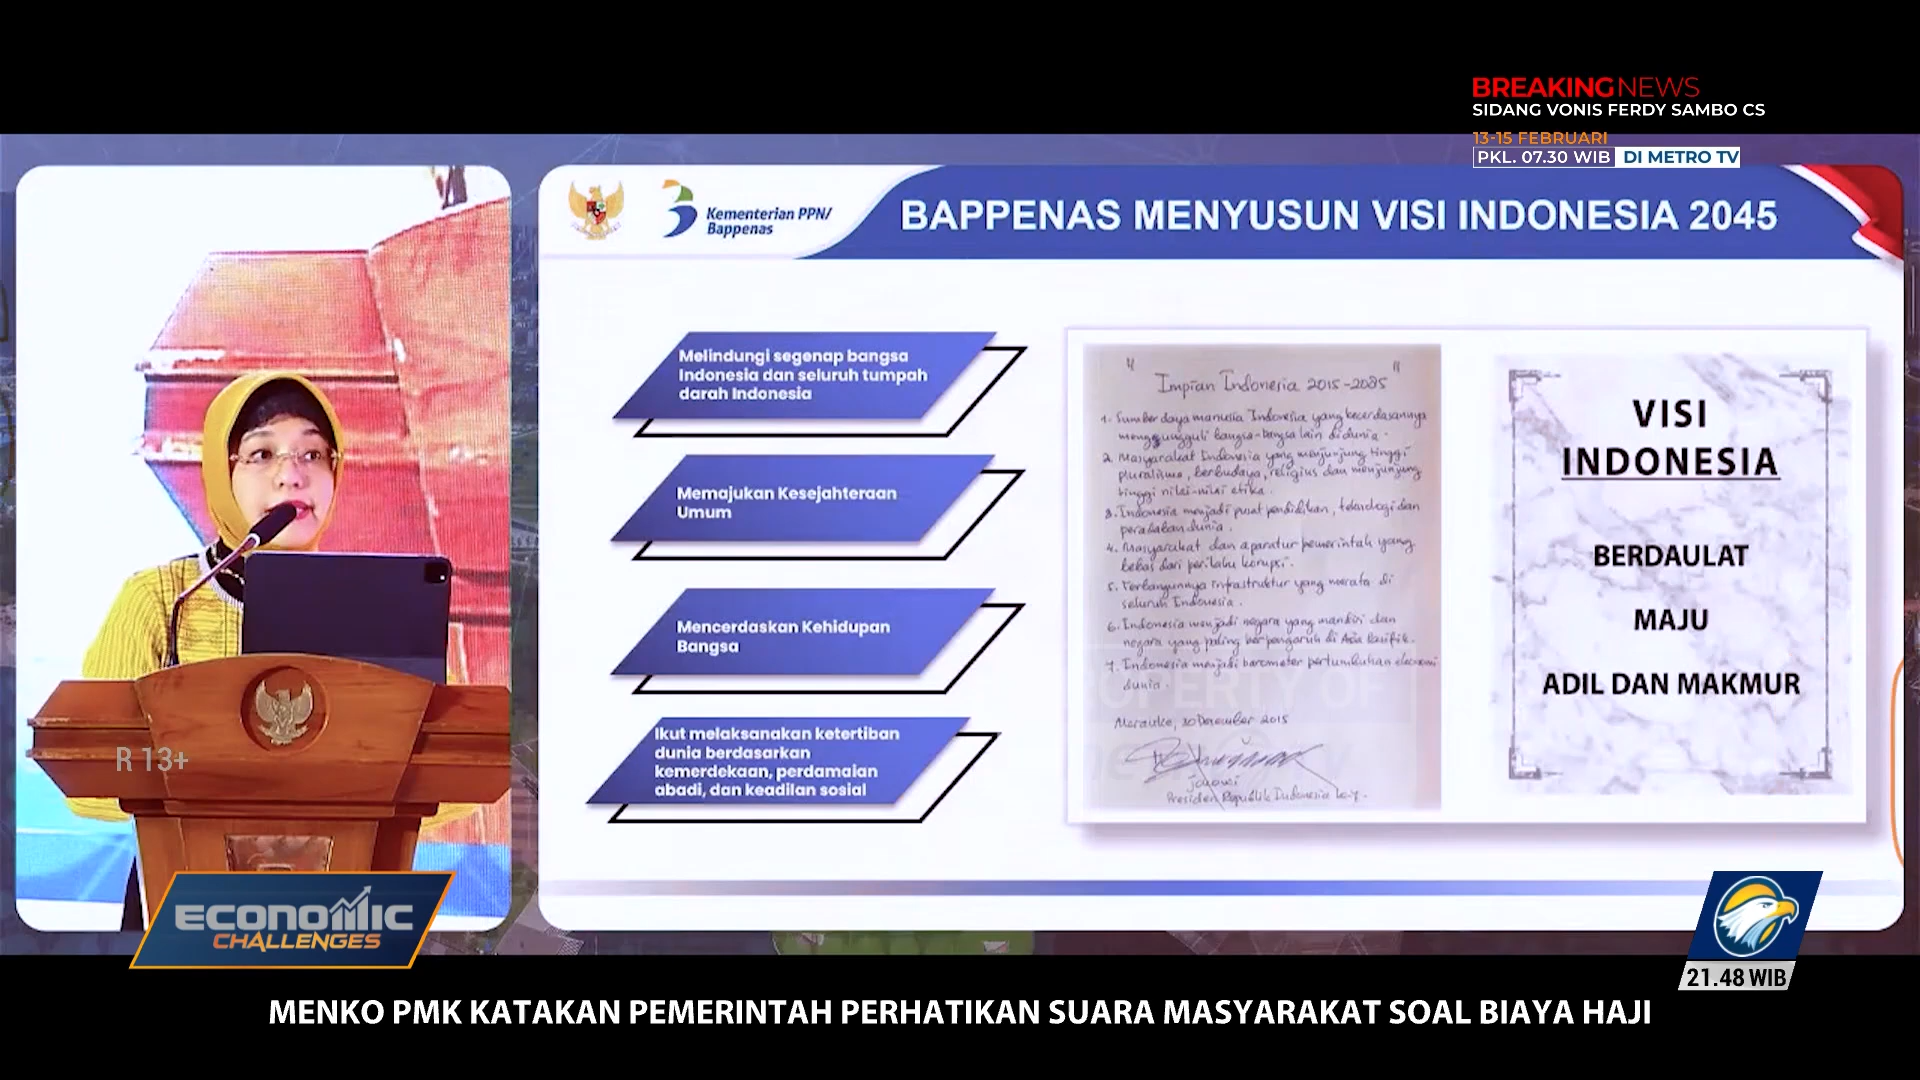 BREAKINGNEWS
SIDANG VONIS FERDY SAMBO CS
13-15 FEBRUARI
PKL. 07.30 WIB DI METRO TV
Kementerian PPN/
Bappenas
BAPPENAS MENYUSUN VISI INDONESIA 2045
Melindungi segenap bangsa
Indonesia dan seluruh tumpah
darah Indonesia
Memajukan Kesejahteraan
Umum
Mencerdaskan Kehidupan
Bangsa
Ikut melaksanakan ketertiban
dunia berdasarkan
kemerdekaan, perdamaian
abadi, dan keadilan sosial
Impian Indonesia 2015-2085
1. Sumber daya manusia Indonesia yang kecerdasannya
mengungguli bangsa-bangsa lain di dunia.
2. Masyarakat Indonesia yang menjunjung tinggi
pluralisme, berbudaya, religius dan menjunjung
tinggi nilai-nilai etika.
3. Indonesia menjadi pusat pendidikan, teknologi dan
peradaban dunia.
4. Masyarakat dan aparatur pemerintah yang
bebas dari perilaku korupsi.
5. Terbangunnya infrastruktur yang merata di
seluruh Indonesia.
6. Indonesia menjadi negara yang mandiri dan
negara yang paling berpengaruh di Asia Pasifik.
7. Indonesia menjadi barometer pertumbuhan ekonomi
dunia.
Merauke, 30 Desember 2015
Jokowi
Presiden Republik Indonesia ke-7.
PROPERTY OF
VISI
INDONESIA
BERDAULAT
MAJU
ADIL DAN MAKMUR
R 13+
ECONOMIC
CHALLENGES
21.48 WIB
MENKO PMK KATAKAN PEMERINTAH PERHATIKAN SUARA MASYARAKAT SOAL BIAYA HAJI